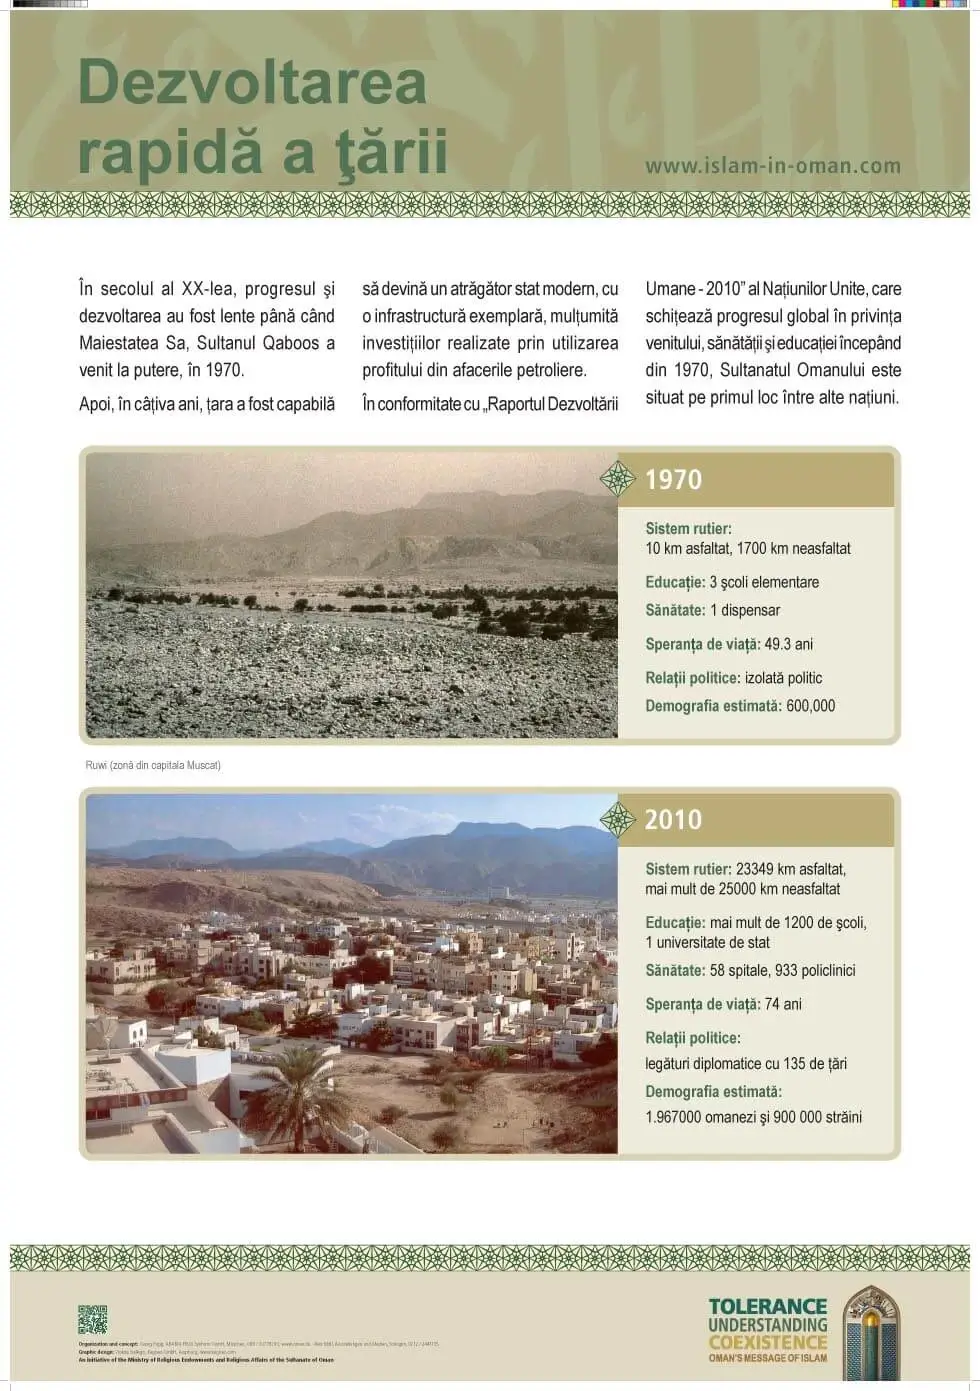 Dezvoltarea
rapidă a ţării
www.islam-in-oman.com
În secolul al XX-lea, progresul şi
dezvoltarea au fost lente până când
Maiestatea Sa, Sultanul Qaboos a
venit la putere, în 1970.
Apoi, în câțiva ani, țara a fost capabilă
să devină un atrăgător stat modern, cu
o infrastructură exemplară, mulțumită
investițiilor realizate prin utilizarea
profitului din afacerile petroliere.
În conformitate cu „Raportul Dezvoltării
Umane - 2010” al Națiunilor Unite, care
schițează progresul global în privința
venitului, sănătății şi educației începând
din 1970, Sultanatul Omanului este
situat pe primul loc între alte națiuni.
1970
Sistem rutier:
10 km asfaltat, 1700 km neasfaltat
Educație: 3 şcoli elementare
Sănătate: 1 dispensar
Speranța de viață: 49.3 ani
Relații politice: izolată politic
Demografia estimată: 600,000
Ruwi (zonă din capitala Muscat)
2010
Sistem rutier: 23349 km asfaltat,
mai mult de 25000 km neasfaltat
Educație: mai mult de 1200 de şcoli,
1 universitate de stat
Sănătate: 58 spitale, 933 policlinici
Speranța de viață: 74 ani
Relații politice:
legături diplomatice cu 135 de țări
Demografia estimată:
1.967000 omanezi şi 900 000 străini
Organization and concept:
Graphic design:
An Initiative of the Ministry of Religious Endowments and Religious Affairs of the Sultanate of Oman
TOLERANCE
UNDERSTANDING
COEXISTENCE
OMAN'S MESSAGE OF ISLAM